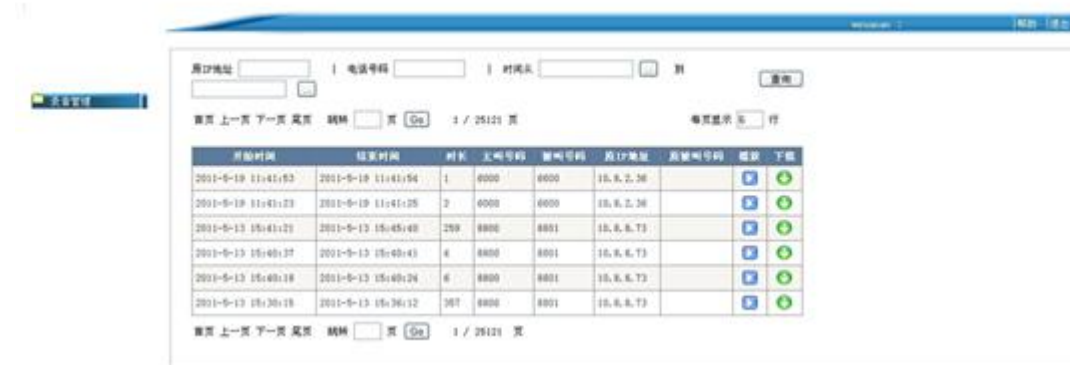 帮助 |退出
录音管理
原IP地址 | 电话号码 | 时间从 ... 到
... 查询
首页 上一页 下一页 尾页 跳转 页 Go 1 / 25121 页 每页显示 6 行
开始时间 结束时间 时长 主叫号码 被叫号码 原IP地址 原被叫号码 播放 下载
2011-5-19 11:41:53 2011-5-19 11:41:54 1 6000 6000 10.8.2.36
2011-5-19 11:41:23 2011-5-19 11:41:25 2 6000 6000 10.8.2.36
2011-5-13 15:41:21 2011-5-13 15:45:40 259 8800 8801 10.8.8.73
2011-5-13 15:40:37 2011-5-13 15:40:41 4 8800 8801 10.8.8.73
2011-5-13 15:40:18 2011-5-13 15:40:24 6 8800 8801 10.8.8.73
2011-5-13 15:30:15 2011-5-13 15:36:12 357 8800 8801 10.8.8.73
首页 上一页 下一页 尾页 跳转 页 Go 1 / 25121 页